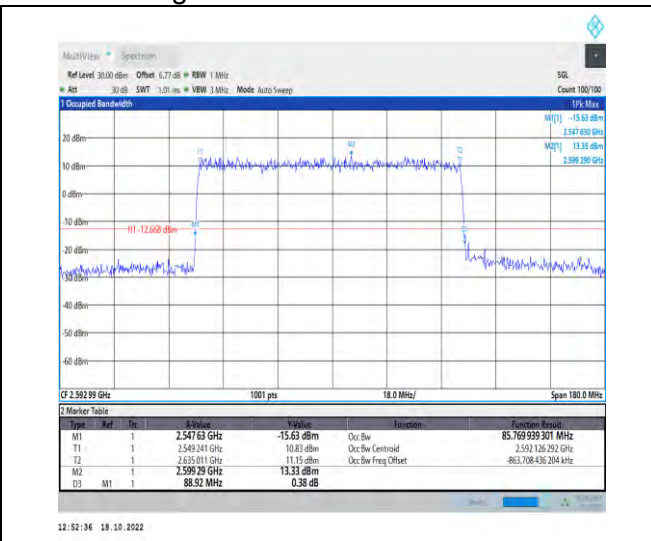 MultiView Spectrum
Ref Level 30.00 dBm Offset 6.77 dB RBW 1 MHz SGL
Att 30 dB SWT 1.01 ms VBW 3 MHz Mode Auto Sweep Count 100/100
1 Occupied Bandwidth 1Pk Max
M1[1] -15.63 dBm
2.547 630 GHz
M2[1] 13.33 dBm
2.599 290 GHz
20 dBm
T1 M2 T2
10 dBm
0 dBm
-10 dBm
H1 -12.668 dBm M1
-20 dBm
-30 dBm
-40 dBm
-50 dBm
-60 dBm
CF 2.592 99 GHz 1001 pts 18.0 MHz/ Span 180.0 MHz
2 Marker Table
Type Ref Trc X-Value Y-Value Function Function Result
M1 1 2.547 63 GHz -15.63 dBm Occ Bw 85.769 939 301 MHz
T1 1 2.549 241 GHz 10.83 dBm Occ Bw Centroid 2.592 126 292 GHz
T2 1 2.635 011 GHz 11.15 dBm Occ Bw Freq Offset -863.708 436 204 kHz
M2 1 2.599 29 GHz 13.33 dBm
D3 M1 1 88.92 MHz 0.38 dB
12:52:36 18.10.2022